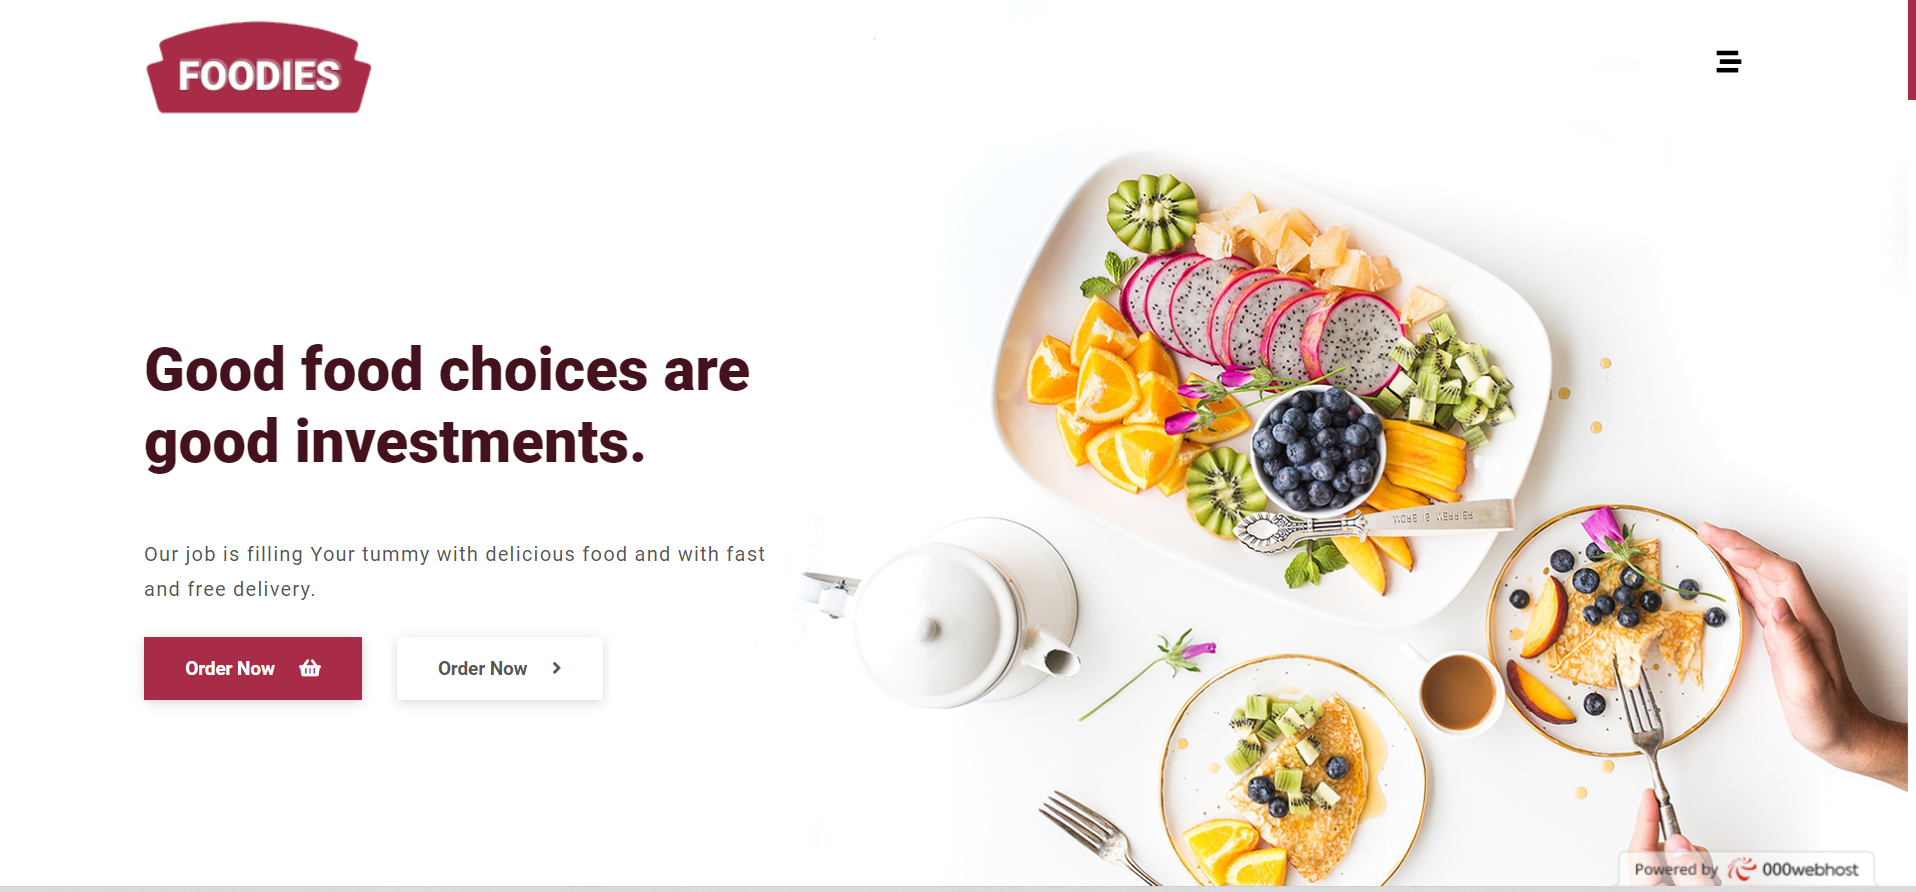 FOODIES
Good food choices are
good investments.
Our job is filling Your tummy with delicious food and with fast
and free delivery.
Order Now
Order Now
Powered by 000webhost